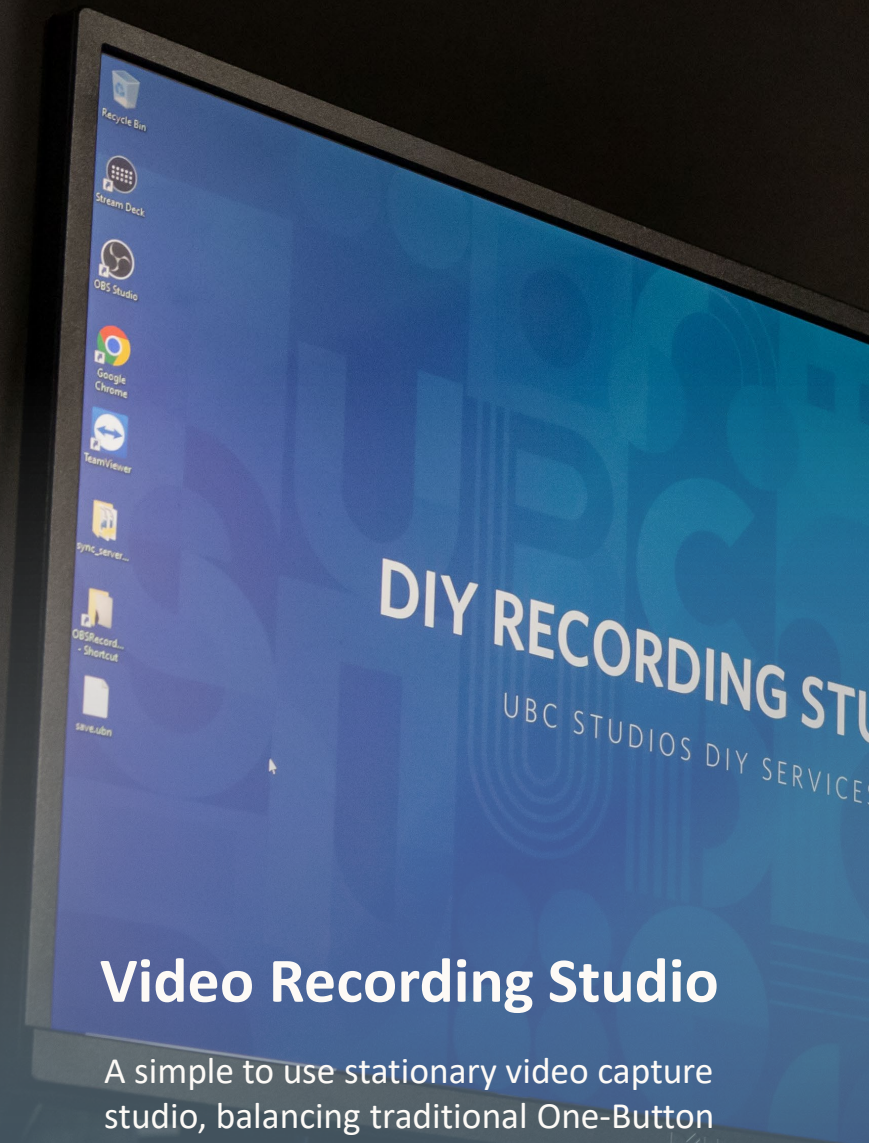 Recycle Bin
Stream Deck
OBS Studio
Google
Chrome
TeamViewer
sync_server...
OBSRecord...
- Shortcut
save.ubn
DIY RECORDING STU
UBC STUDIOS DIY SERVICES
Video Recording Studio
A simple to use stationary video capture
studio, balancing traditional One-Button